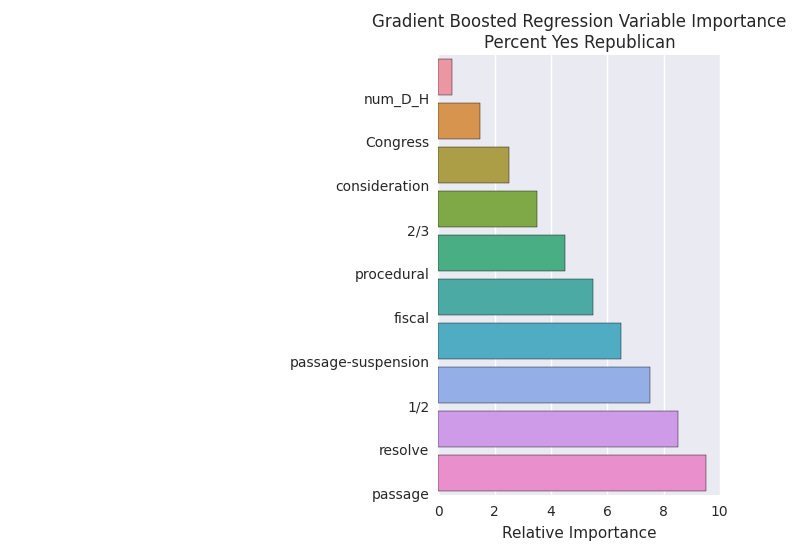 Gradient Boosted Regression Variable Importance
Percent Yes Republican
num_D_H
Congress
consideration
2/3
procedural
fiscal
passage-suspension
1/2
resolve
passage
0 2 4 6 8 10
Relative Importance